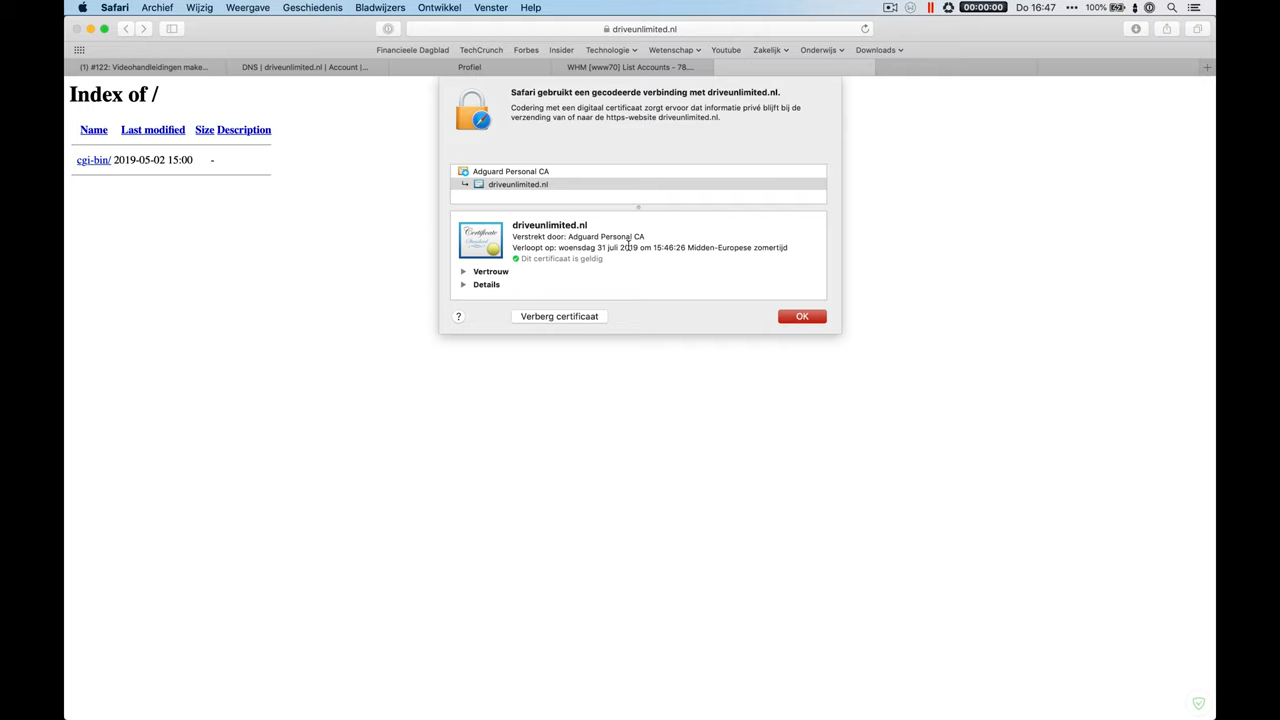 Safari Archief Wijzig Weergave Geschiedenis Bladwijzers Ontwikkel Venster Help 00:00:00 Do 16:47 100%
driveunlimited.nl
Financieele Dagblad TechCrunch Forbes Insider Technologie Wetenschap Youtube Zakelijk Onderwijs Downloads
(1) #122: Videohandleidingen make... DNS | driveunlimited.nl | Account |... Profiel WHM [www70] List Accounts - 78....
Index of /
Name Last modified Size Description
cgi-bin/ 2019-05-02 15:00 -
Safari gebruikt een gecodeerde verbinding met driveunlimited.nl.
Codering met een digitaal certificaat zorgt ervoor dat informatie privé blijft bij de
verzending van of naar de https-website driveunlimited.nl.
Adguard Personal CA
driveunlimited.nl
Certificate
Standard
driveunlimited.nl
Verstrekt door: Adguard Personal CA
Verloopt op: woensdag 31 juli 2019 om 15:46:26 Midden-Europese zomertijd
Dit certificaat is geldig
Vertrouw
Details
? Verberg certificaat OK